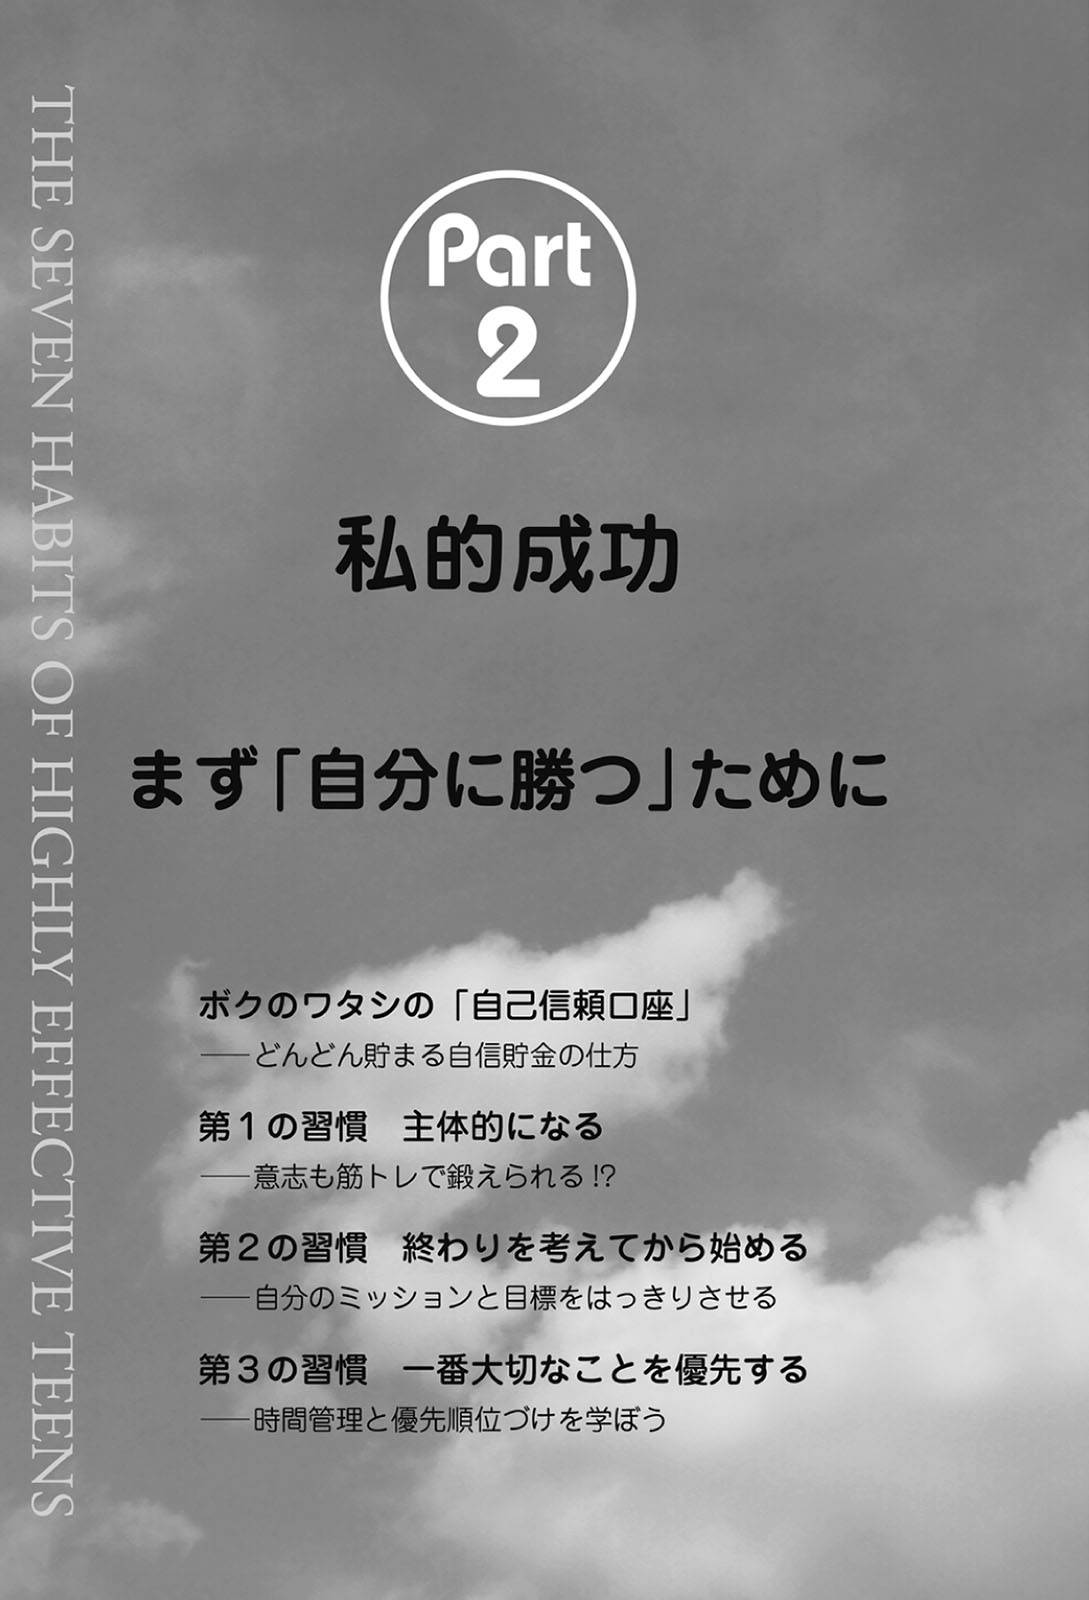 THE SEVEN HABITS OF HIGHLY EFFECTIVE TEENS
Part
2
私的成功
まず「自分に勝つ」ために
ボクのワタシの「自己信頼口座」
――どんどん貯まる自信貯金の仕方
第１の習慣　主体的になる
――意志も筋トレで鍛えられる!?
第２の習慣　終わりを考えてから始める
――自分のミッションと目標をはっきりさせる
第３の習慣　一番大切なことを優先する
――時間管理と優先順位づけを学ぼう